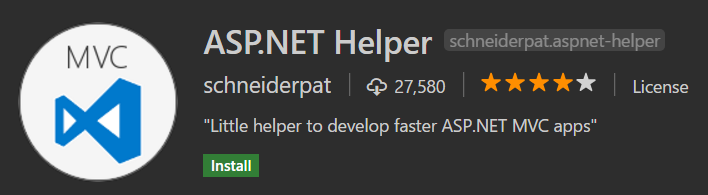 MVC
ASP.NET Helper schneiderpat.aspnet-helper
schneiderpat 27,580 License
"Little helper to develop faster ASP.NET MVC apps"
Install